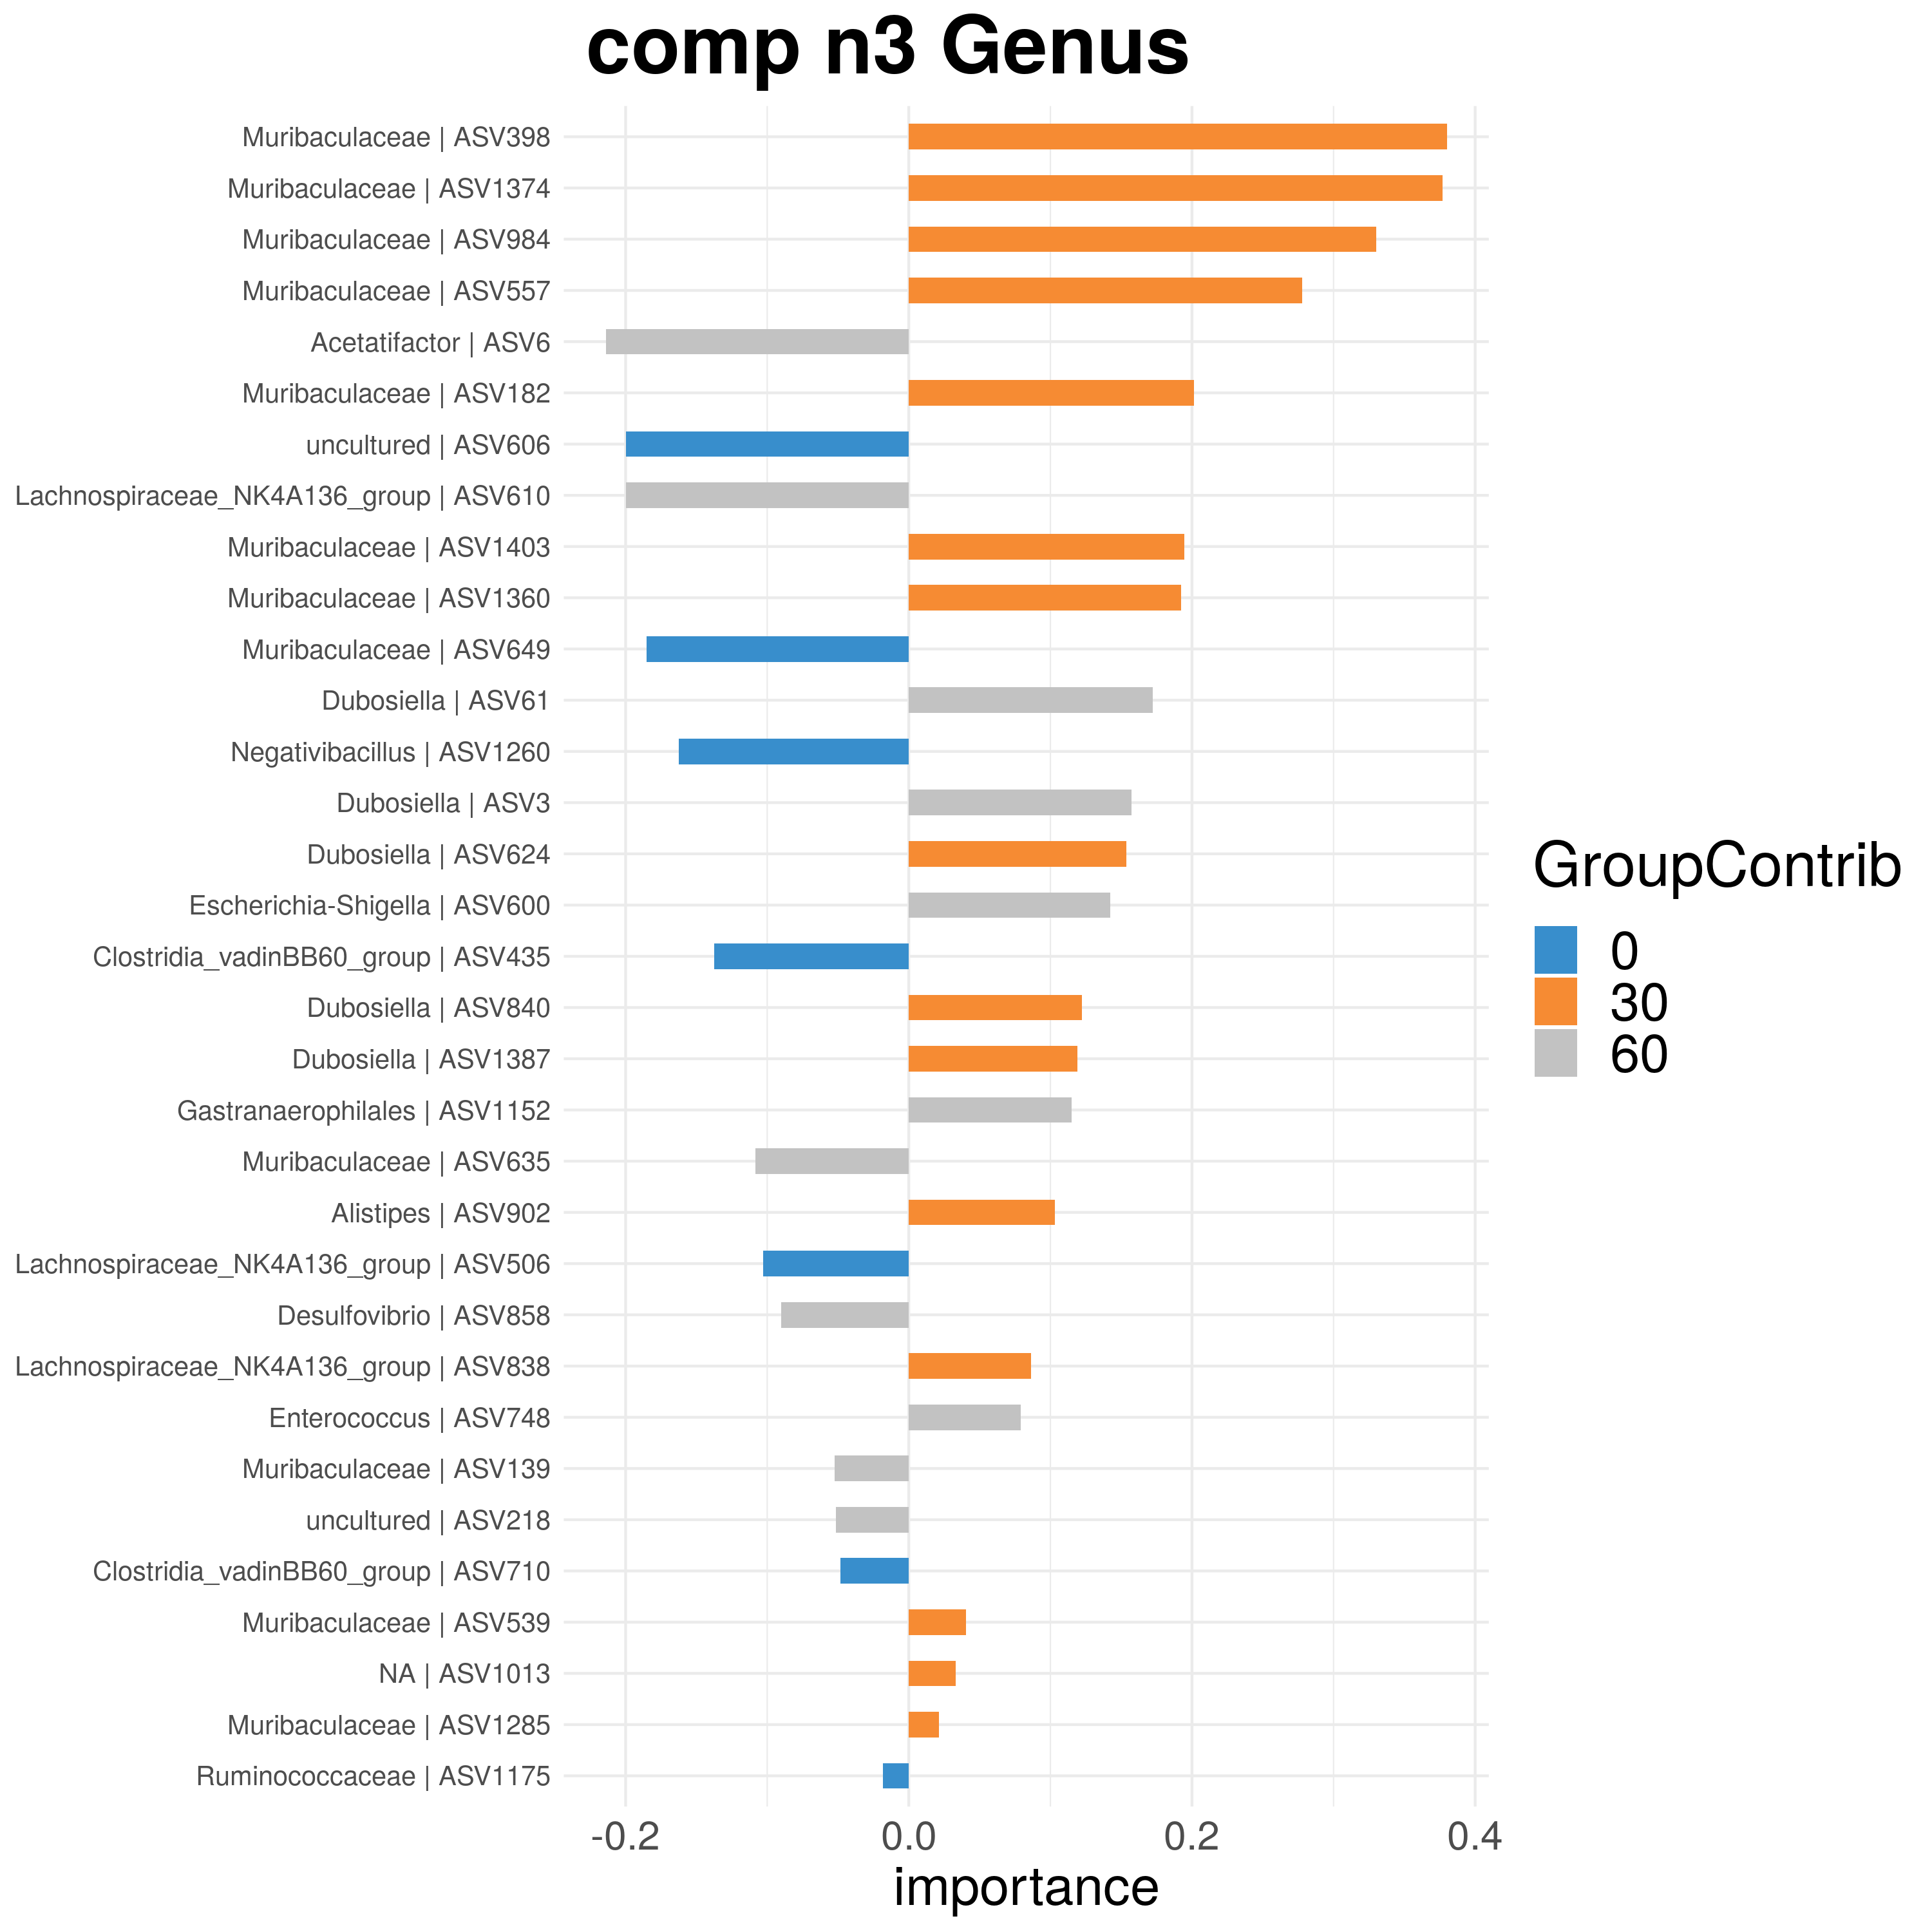 comp n3 Genus
Muribaculaceae | ASV398
Muribaculaceae | ASV1374
Muribaculaceae | ASV984
Muribaculaceae | ASV557
Acetatifactor | ASV6
Muribaculaceae | ASV182
uncultured | ASV606
Lachnospiraceae_NK4A136_group | ASV610
Muribaculaceae | ASV1403
Muribaculaceae | ASV1360
Muribaculaceae | ASV649
Dubosiella | ASV61
Negativibacillus | ASV1260
Dubosiella | ASV3
Dubosiella | ASV624
Escherichia-Shigella | ASV600
Clostridia_vadinBB60_group | ASV435
Dubosiella | ASV840
Dubosiella | ASV1387
Gastranaerophilales | ASV1152
Muribaculaceae | ASV635
Alistipes | ASV902
Lachnospiraceae_NK4A136_group | ASV506
Desulfovibrio | ASV858
Lachnospiraceae_NK4A136_group | ASV838
Enterococcus | ASV748
Muribaculaceae | ASV139
uncultured | ASV218
Clostridia_vadinBB60_group | ASV710
Muribaculaceae | ASV539
NA | ASV1013
Muribaculaceae | ASV1285
Ruminococcaceae | ASV1175
-0.2 0.0 0.2 0.4
importance
GroupContrib
0
30
60